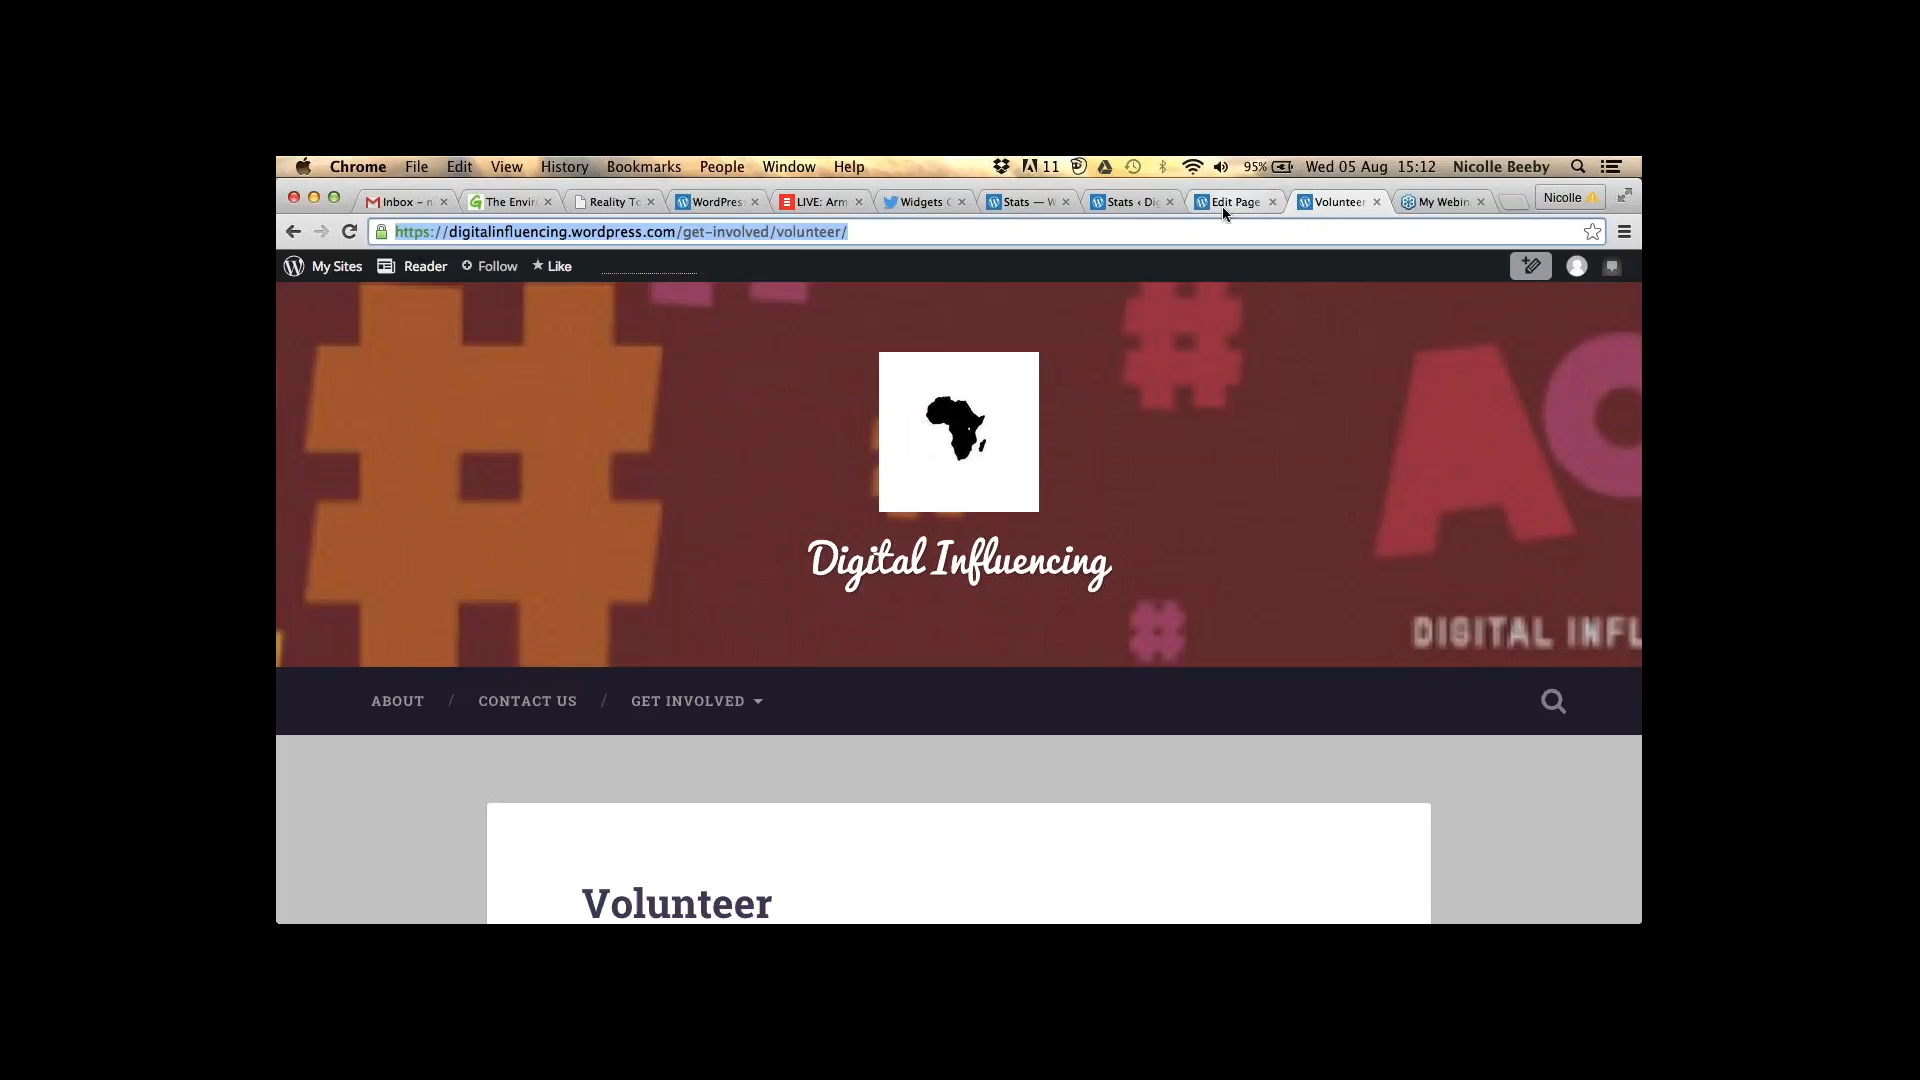 Chrome File Edit View History Bookmarks People Window Help 11 95% Wed 05 Aug 15:12 Nicolle Beeby
Inbox – n The Envir Reality To WordPres LIVE: Arm Widgets Stats — W Stats ‹ Dig Edit Page Volunteer My Webin Nicolle
https://digitalinfluencing.wordpress.com/get-involved/volunteer/
My Sites Reader Follow Like
Digital Influencing
DIGITAL INFL
ABOUT / CONTACT US / GET INVOLVED
Volunteer